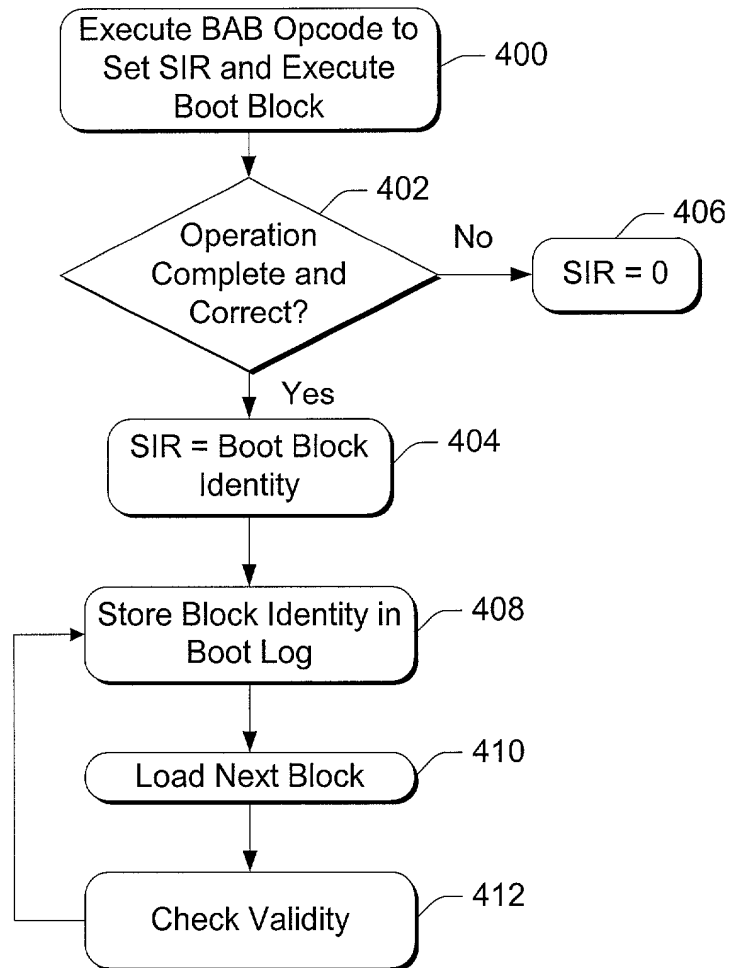 Execute BAB Opcode to
Set SIR and Execute
Boot Block
400
402
Operation
Complete and
Correct?
No
406
SIR = 0
Yes
SIR = Boot Block
Identity
404
Store Block Identity in
Boot Log
408
Load Next Block
410
Check Validity
412